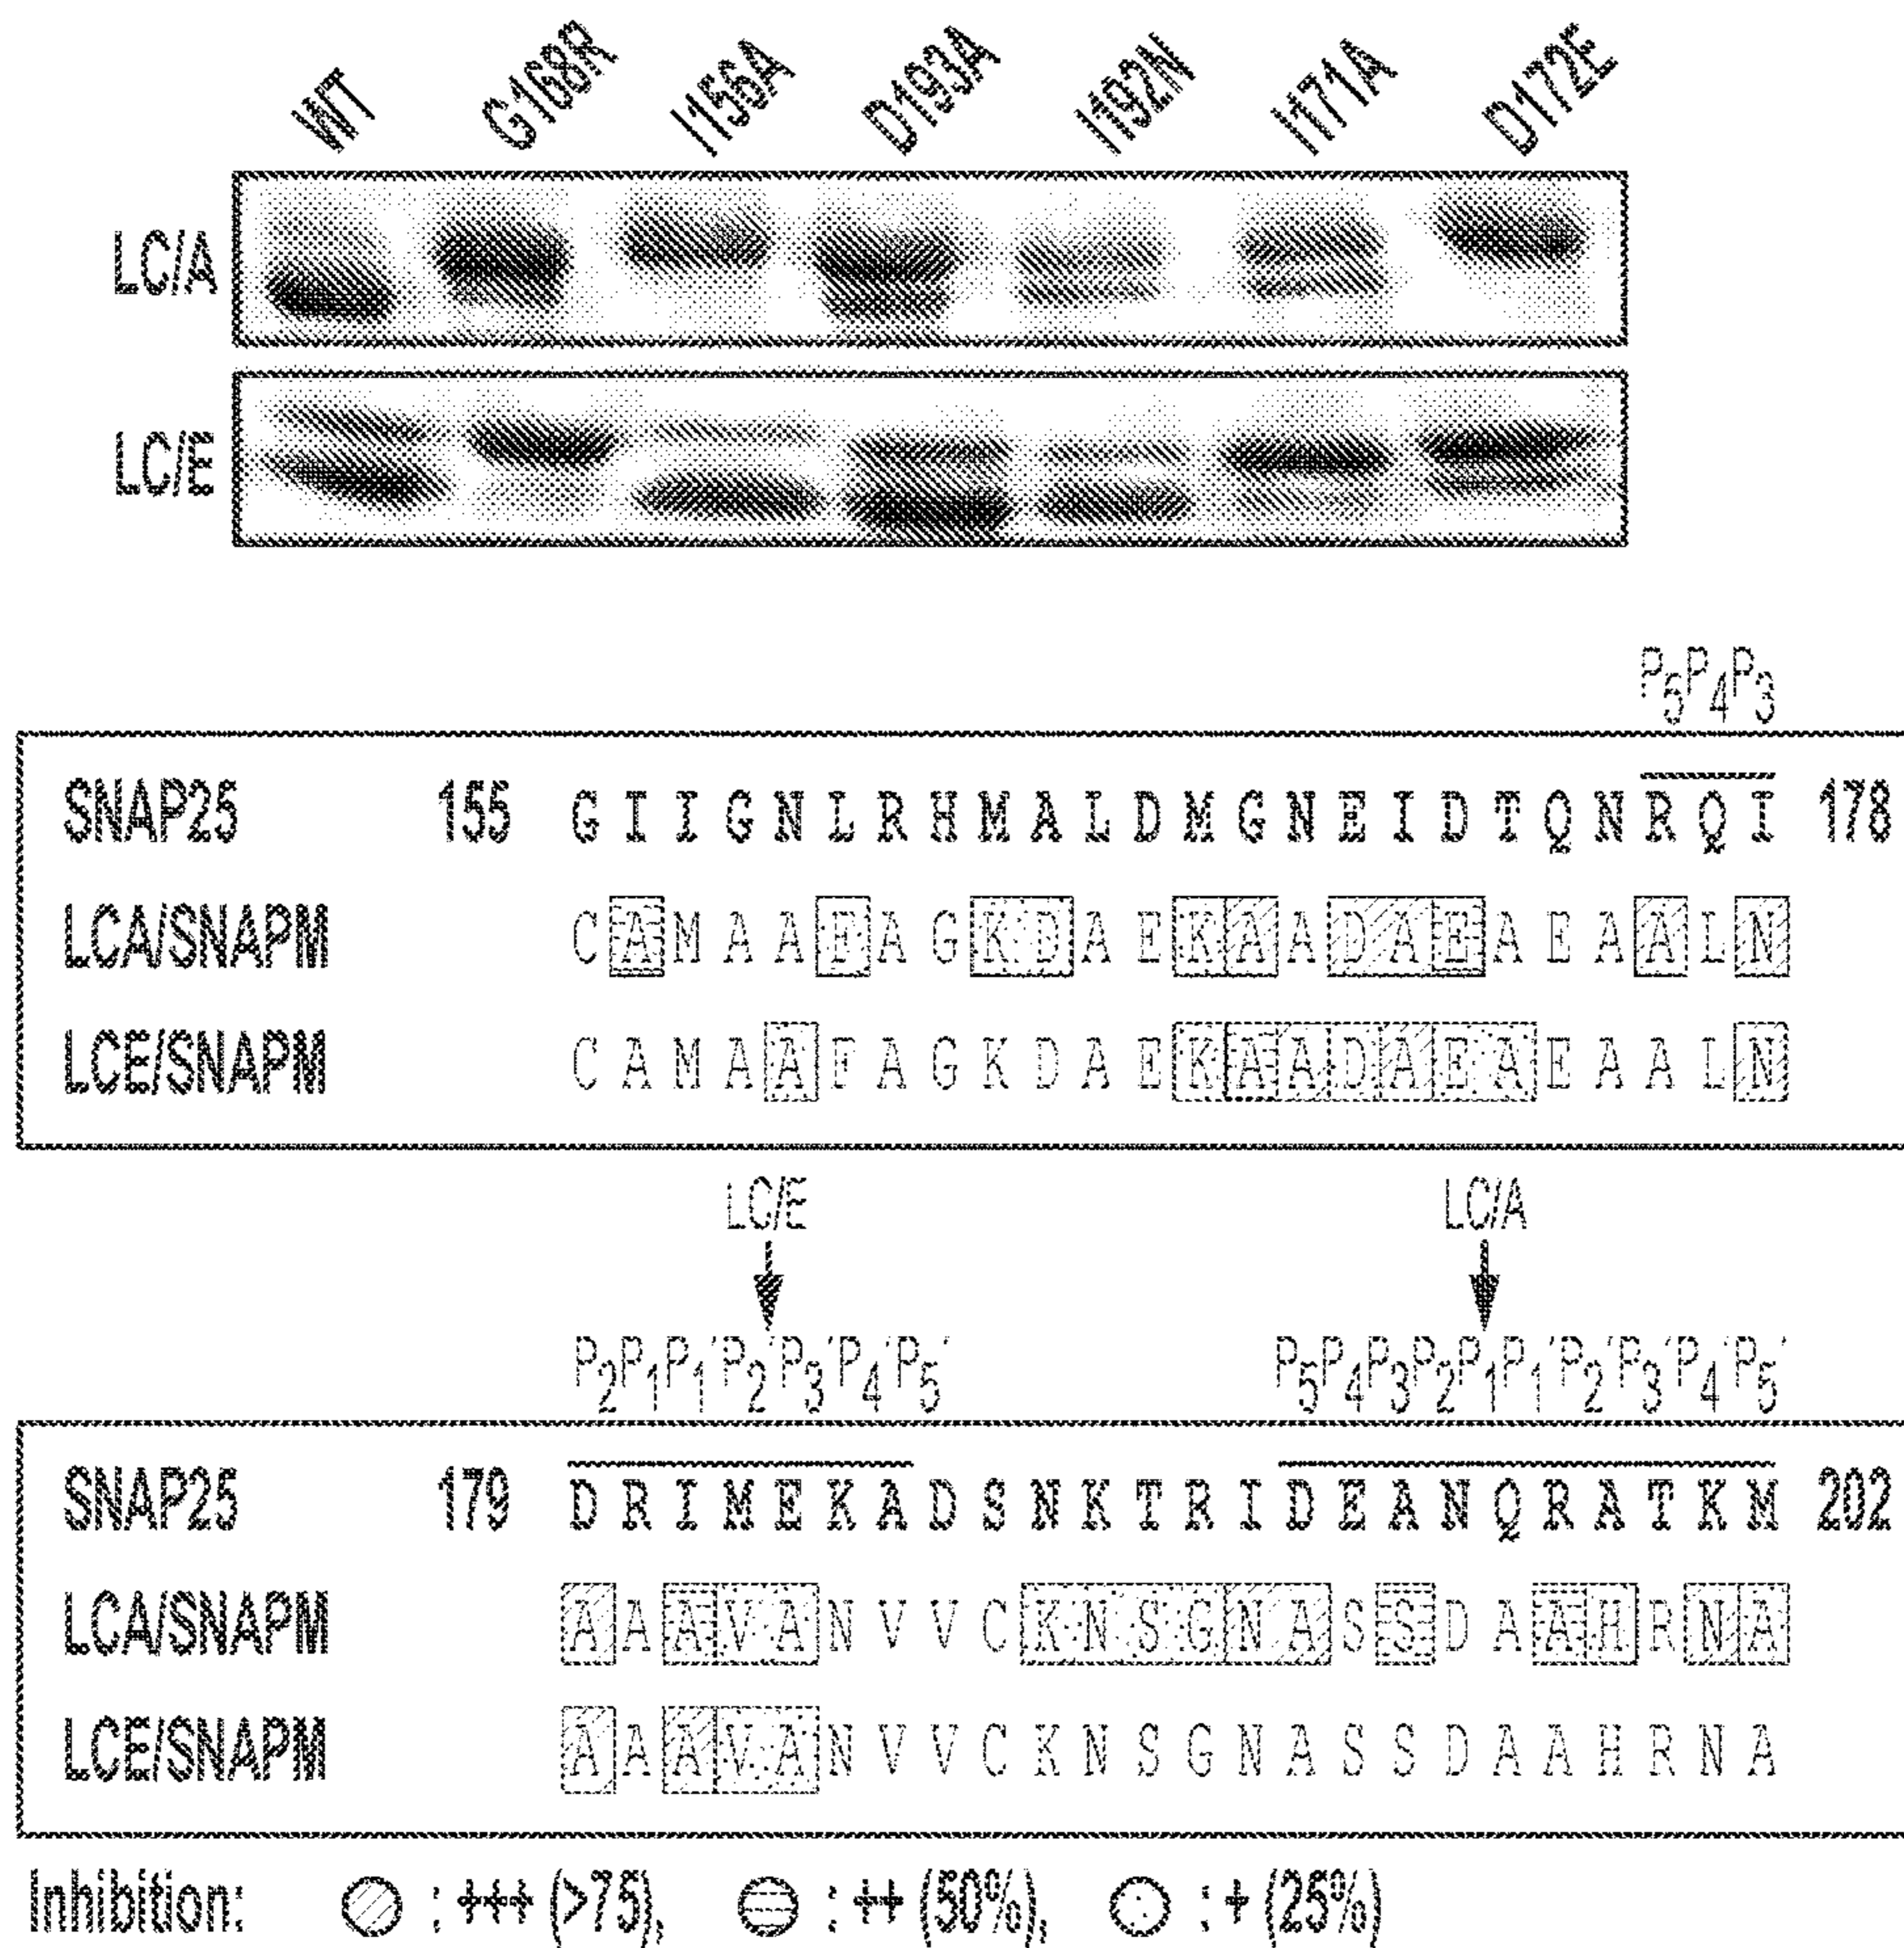 WT G168R I156A D193A I192N I171A D172E
LC/A
LC/E
P5P4P3
SNAP25 155 G I I G N L R H M A L D M G N E I D T Q N R Q I 178
LCA/SNAPM C A M A A F A G K D A E K A A D A E A E A A L N
LCE/SNAPM C A M A A F A G K D A E K A A D A E A E A A L N
LC/E LC/A
P2P1P1'P2'P3'P4'P5' P5P4P3P2P1P1'P2'P3'P4'P5'
SNAP25 179 D R I M E K A D S N K T R I D E A N Q R A T K M 202
LCA/SNAPM A A A V A N V V C K N S G N A S S D A A H R N A
LCE/SNAPM A A A V A N V V C K N S G N A S S D A A H R N A
Inhibition: : +++ (>75), : ++ (50%), : + (25%)